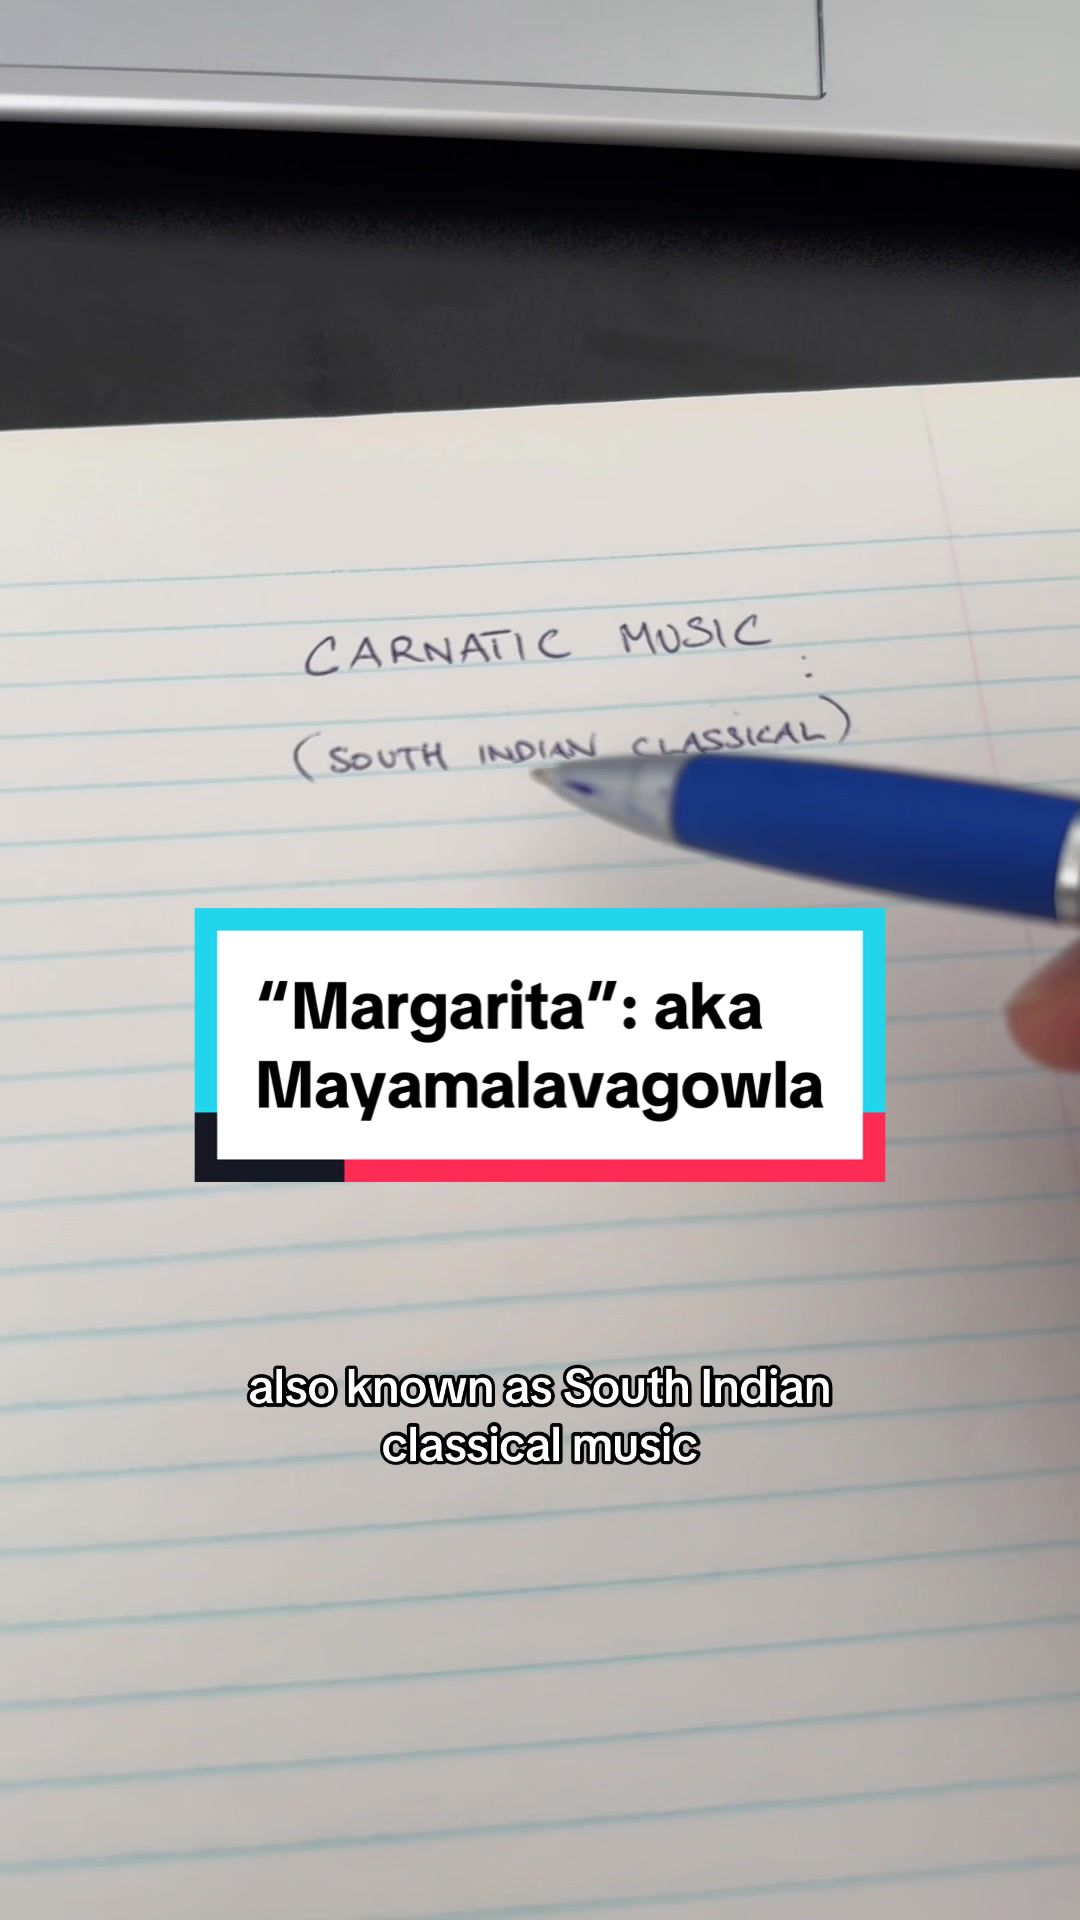 CARNATIC MUSIC :
(SOUTH INDIAN CLASSICAL)
“Margarita”: aka
Mayamalavagowla
also known as South Indian
classical music